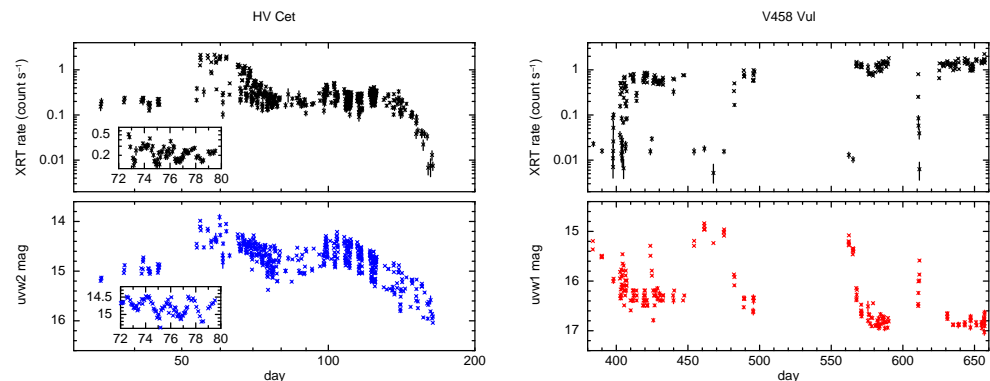 HV Cet
V458 Vul
XRT rate (count s⁻¹)
1
0.1
0.01
0.5
0.2
72 74 76 78 80
XRT rate (count s⁻¹)
1
0.1
0.01
uvw2 mag
14
15
16
14.5
15
72 74 76 78 80
50 100 200
day
uvw1 mag
15
16
17
400 450 500 550 600 650
day